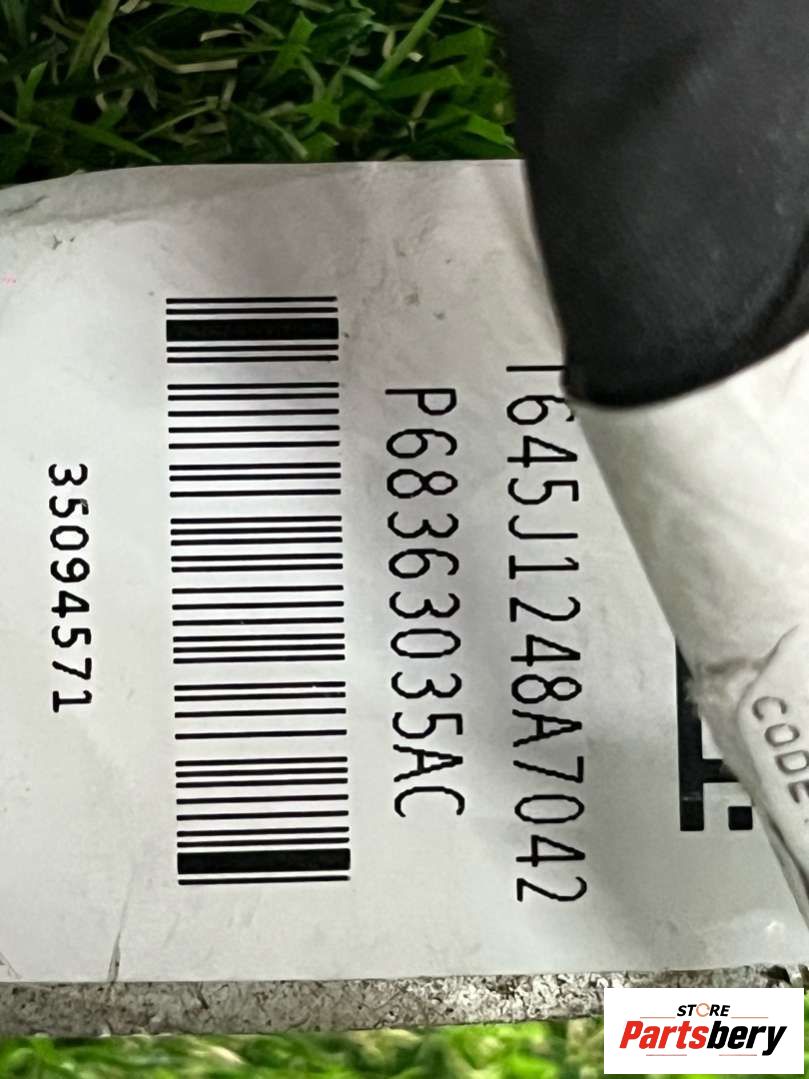 T645J1248A7042
P68363035AC
35094571
CODE
STORE
Partsbery